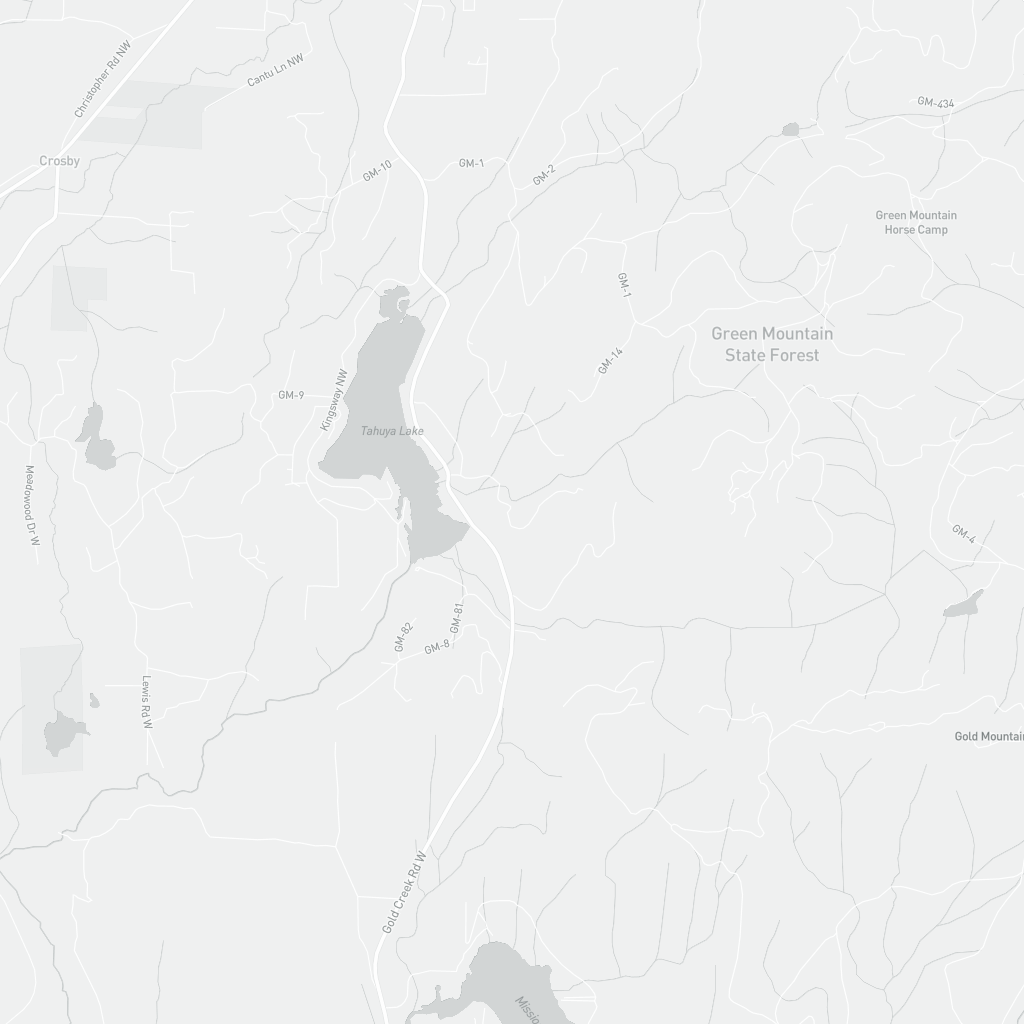 Christopher Rd NW
Cantu Ln NW
GM-434
Crosby
GM-10
GM-1
GM-2
Green Mountain
Horse Camp
GM-1
Green Mountain
State Forest
GM-14
GM-9
Kingsway NW
Tahuya Lake
Meadowood Dr W
GM-4
GM-82
GM-81
GM-8
Lewis Rd W
Gold Mountain
Gold Creek Rd W
Missio